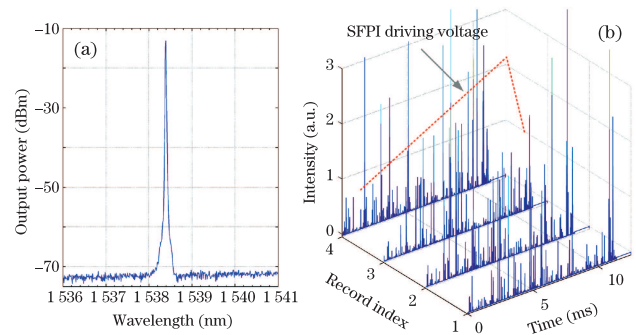 (a)
Output power (dBm)
−10
−30
−50
−70
1 536 1 537 1 538 1 539 1 540 1 541
Wavelength (nm)
SFPI driving voltage
(b)
Intensity (a.u.)
3
2
1
0
4
3
2
1
Record index
0
5
10
Time (ms)